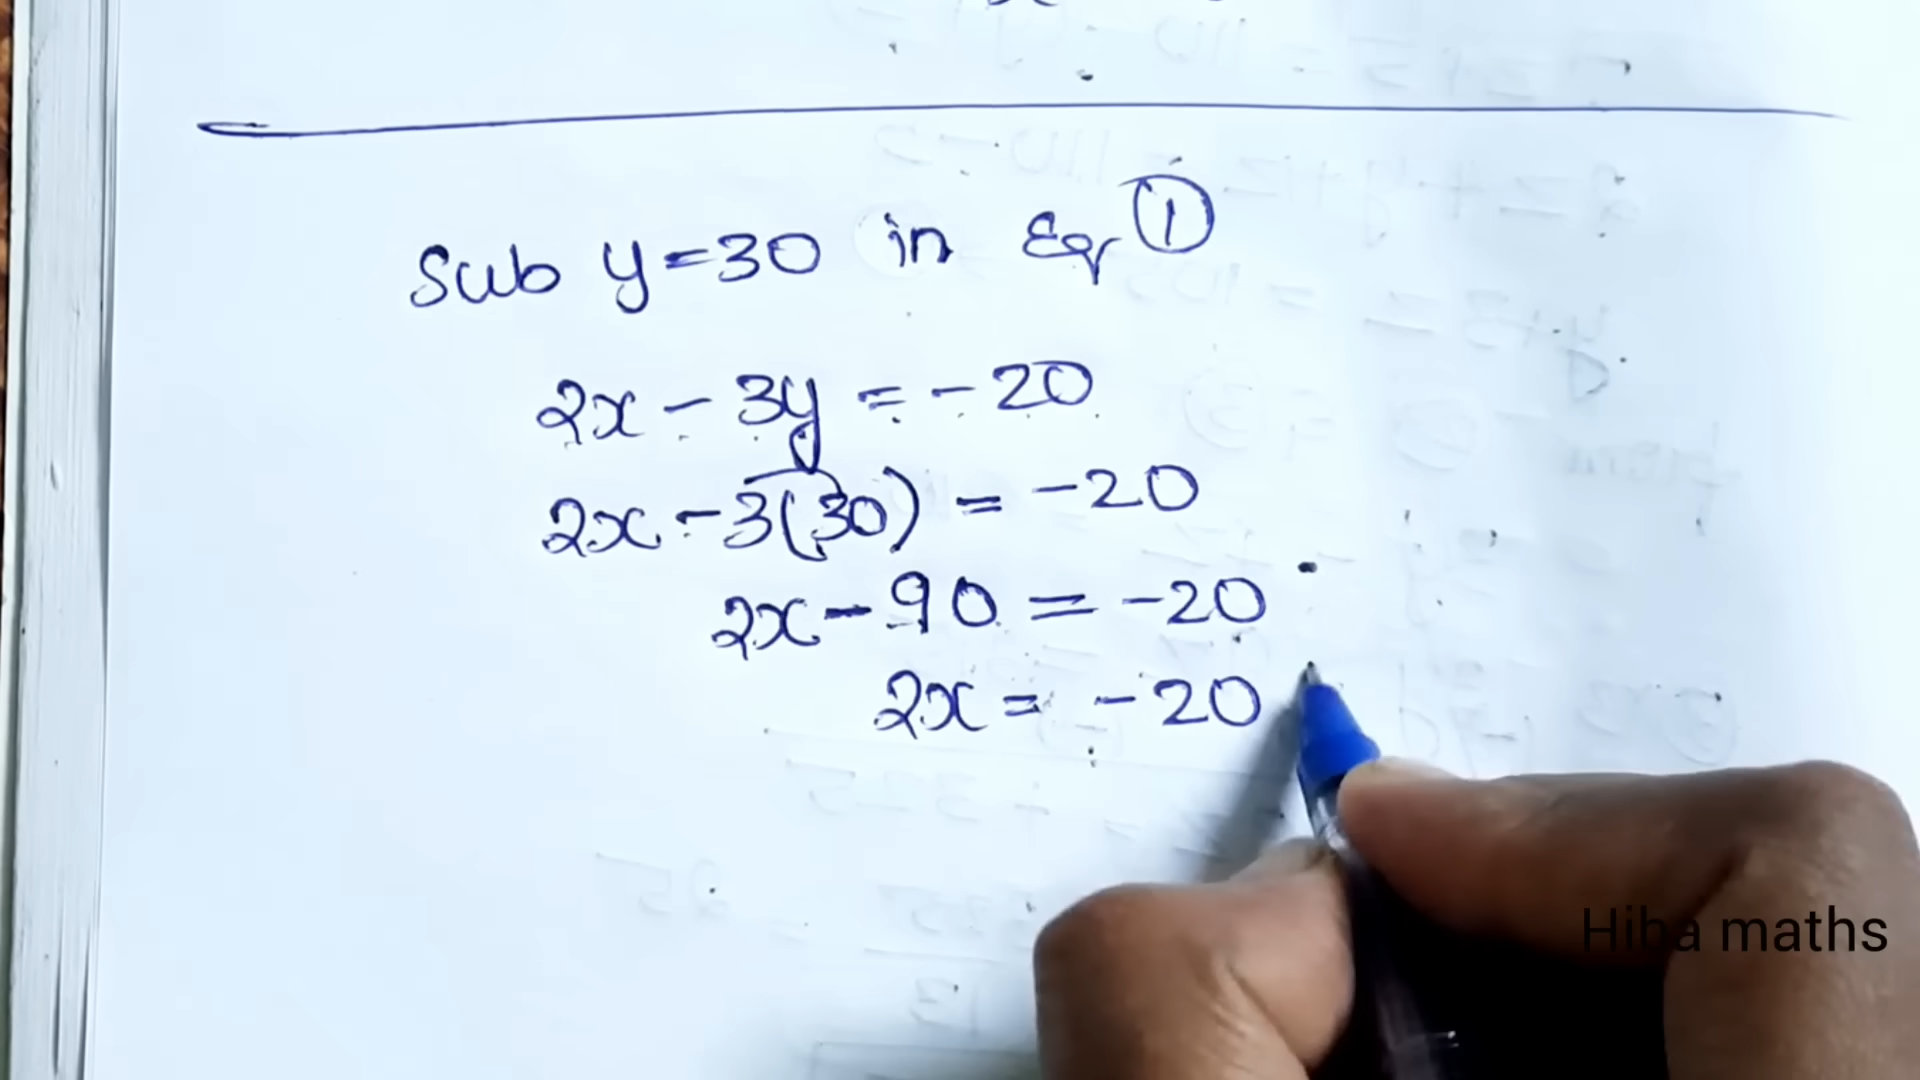 Sub y=30 in Eq ①
2x - 3y = -20
2x - 3(30) = -20
2x - 90 = -20
2x = -20
Hiba maths